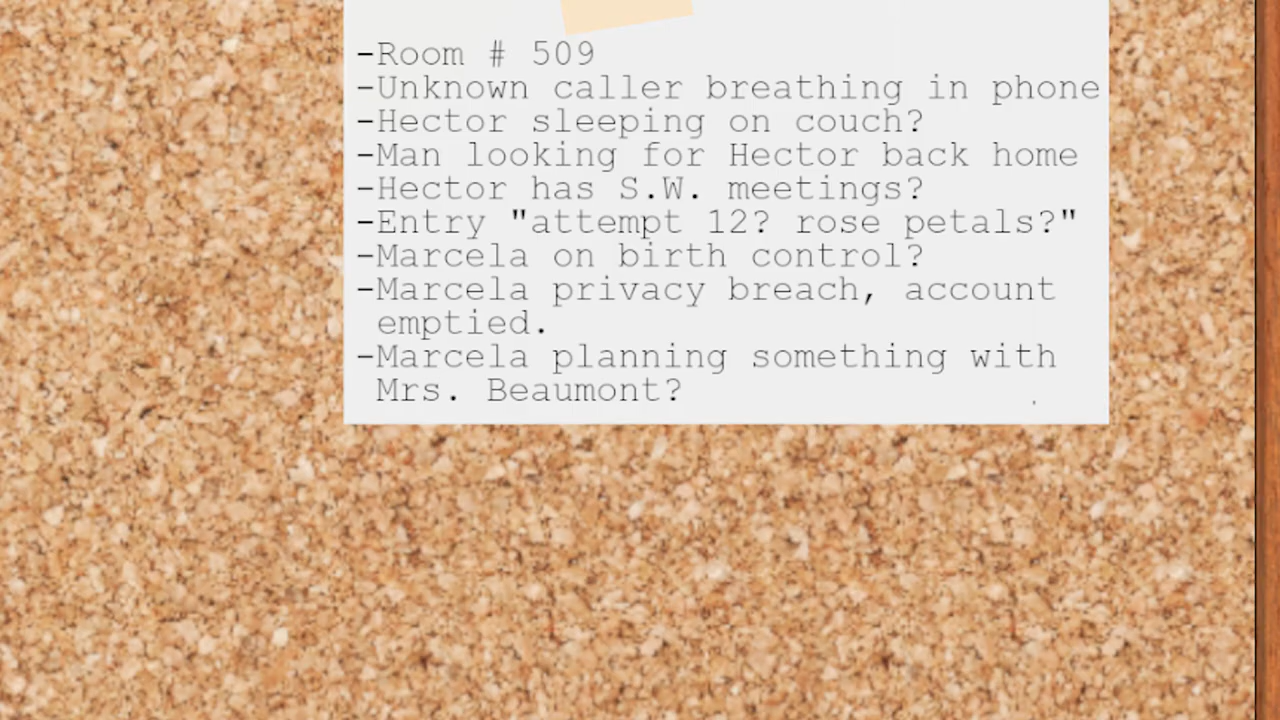 -Room # 509
-Unknown caller breathing in phone
-Hector sleeping on couch?
-Man looking for Hector back home
-Hector has S.W. meetings?
-Entry "attempt 12? rose petals?"
-Marcela on birth control?
-Marcela privacy breach, account
emptied.
-Marcela planning something with
Mrs. Beaumont?